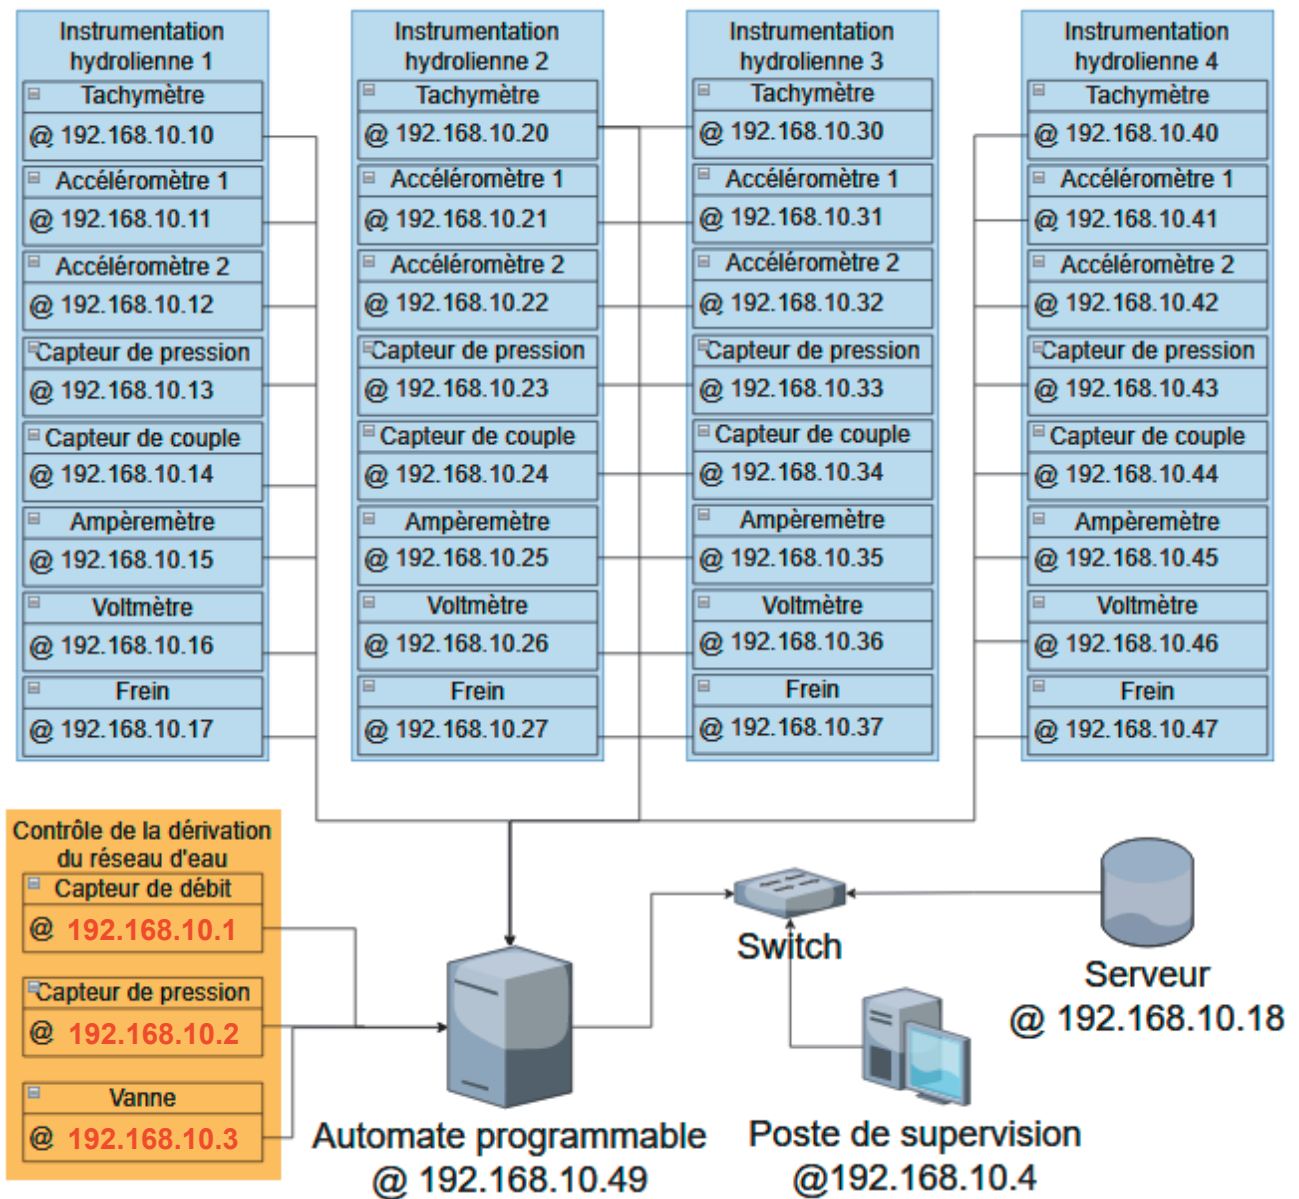 Instrumentation
hydrolienne 1
Tachymètre
@ 192.168.10.10
Accéléromètre 1
@ 192.168.10.11
Accéléromètre 2
@ 192.168.10.12
Capteur de pression
@ 192.168.10.13
Capteur de couple
@ 192.168.10.14
Ampèremètre
@ 192.168.10.15
Voltmètre
@ 192.168.10.16
Frein
@ 192.168.10.17
Instrumentation
hydrolienne 2
Tachymètre
@ 192.168.10.20
Accéléromètre 1
@ 192.168.10.21
Accéléromètre 2
@ 192.168.10.22
Capteur de pression
@ 192.168.10.23
Capteur de couple
@ 192.168.10.24
Ampèremètre
@ 192.168.10.25
Voltmètre
@ 192.168.10.26
Frein
@ 192.168.10.27
Instrumentation
hydrolienne 3
Tachymètre
@ 192.168.10.30
Accéléromètre 1
@ 192.168.10.31
Accéléromètre 2
@ 192.168.10.32
Capteur de pression
@ 192.168.10.33
Capteur de couple
@ 192.168.10.34
Ampèremètre
@ 192.168.10.35
Voltmètre
@ 192.168.10.36
Frein
@ 192.168.10.37
Instrumentation
hydrolienne 4
Tachymètre
@ 192.168.10.40
Accéléromètre 1
@ 192.168.10.41
Accéléromètre 2
@ 192.168.10.42
Capteur de pression
@ 192.168.10.43
Capteur de couple
@ 192.168.10.44
Ampèremètre
@ 192.168.10.45
Voltmètre
@ 192.168.10.46
Frein
@ 192.168.10.47
Contrôle de la dérivation
du réseau d'eau
Capteur de débit
@ 192.168.10.1
Capteur de pression
@ 192.168.10.2
Vanne
@ 192.168.10.3
Automate programmable
@ 192.168.10.49
Switch
Poste de supervision
@192.168.10.4
Serveur
@ 192.168.10.18